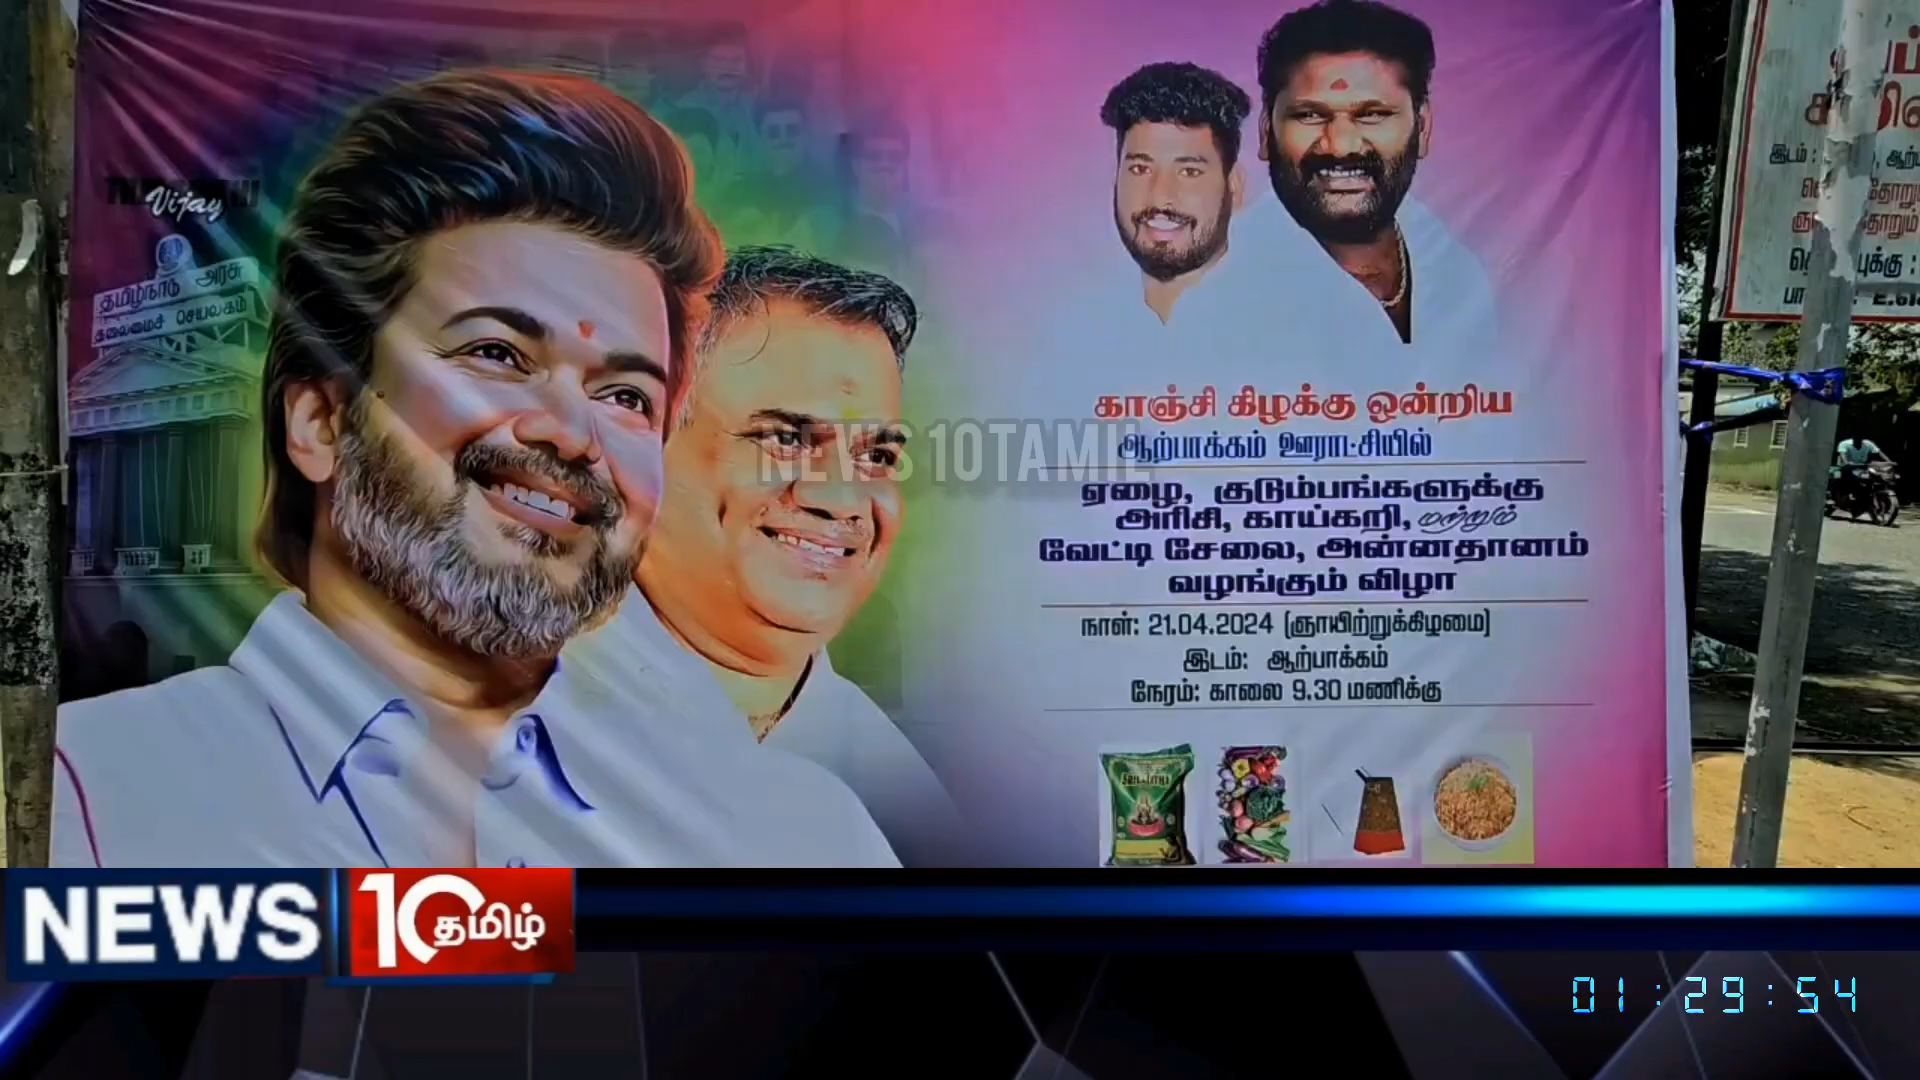 Vijay
தமிழ்நாடு அரசு
தலைமைச் செயலகம்
காஞ்சி கிழக்கு ஒன்றிய
ஆற்பாக்கம் ஊராட்சியில்
NEWS 10TAMIL
ஏழை, குடும்பங்களுக்கு
அரிசி, காய்கறி, மற்றும்
வேட்டி சேலை, அன்னதானம்
வழங்கும் விழா
நாள்: 21.04.2024 (ஞாயிற்றுக்கிழமை)
இடம்: ஆற்பாக்கம்
நேரம்: காலை 9.30 மணிக்கு
இடம் :
NEWS 10 தமிழ்
01:29:54